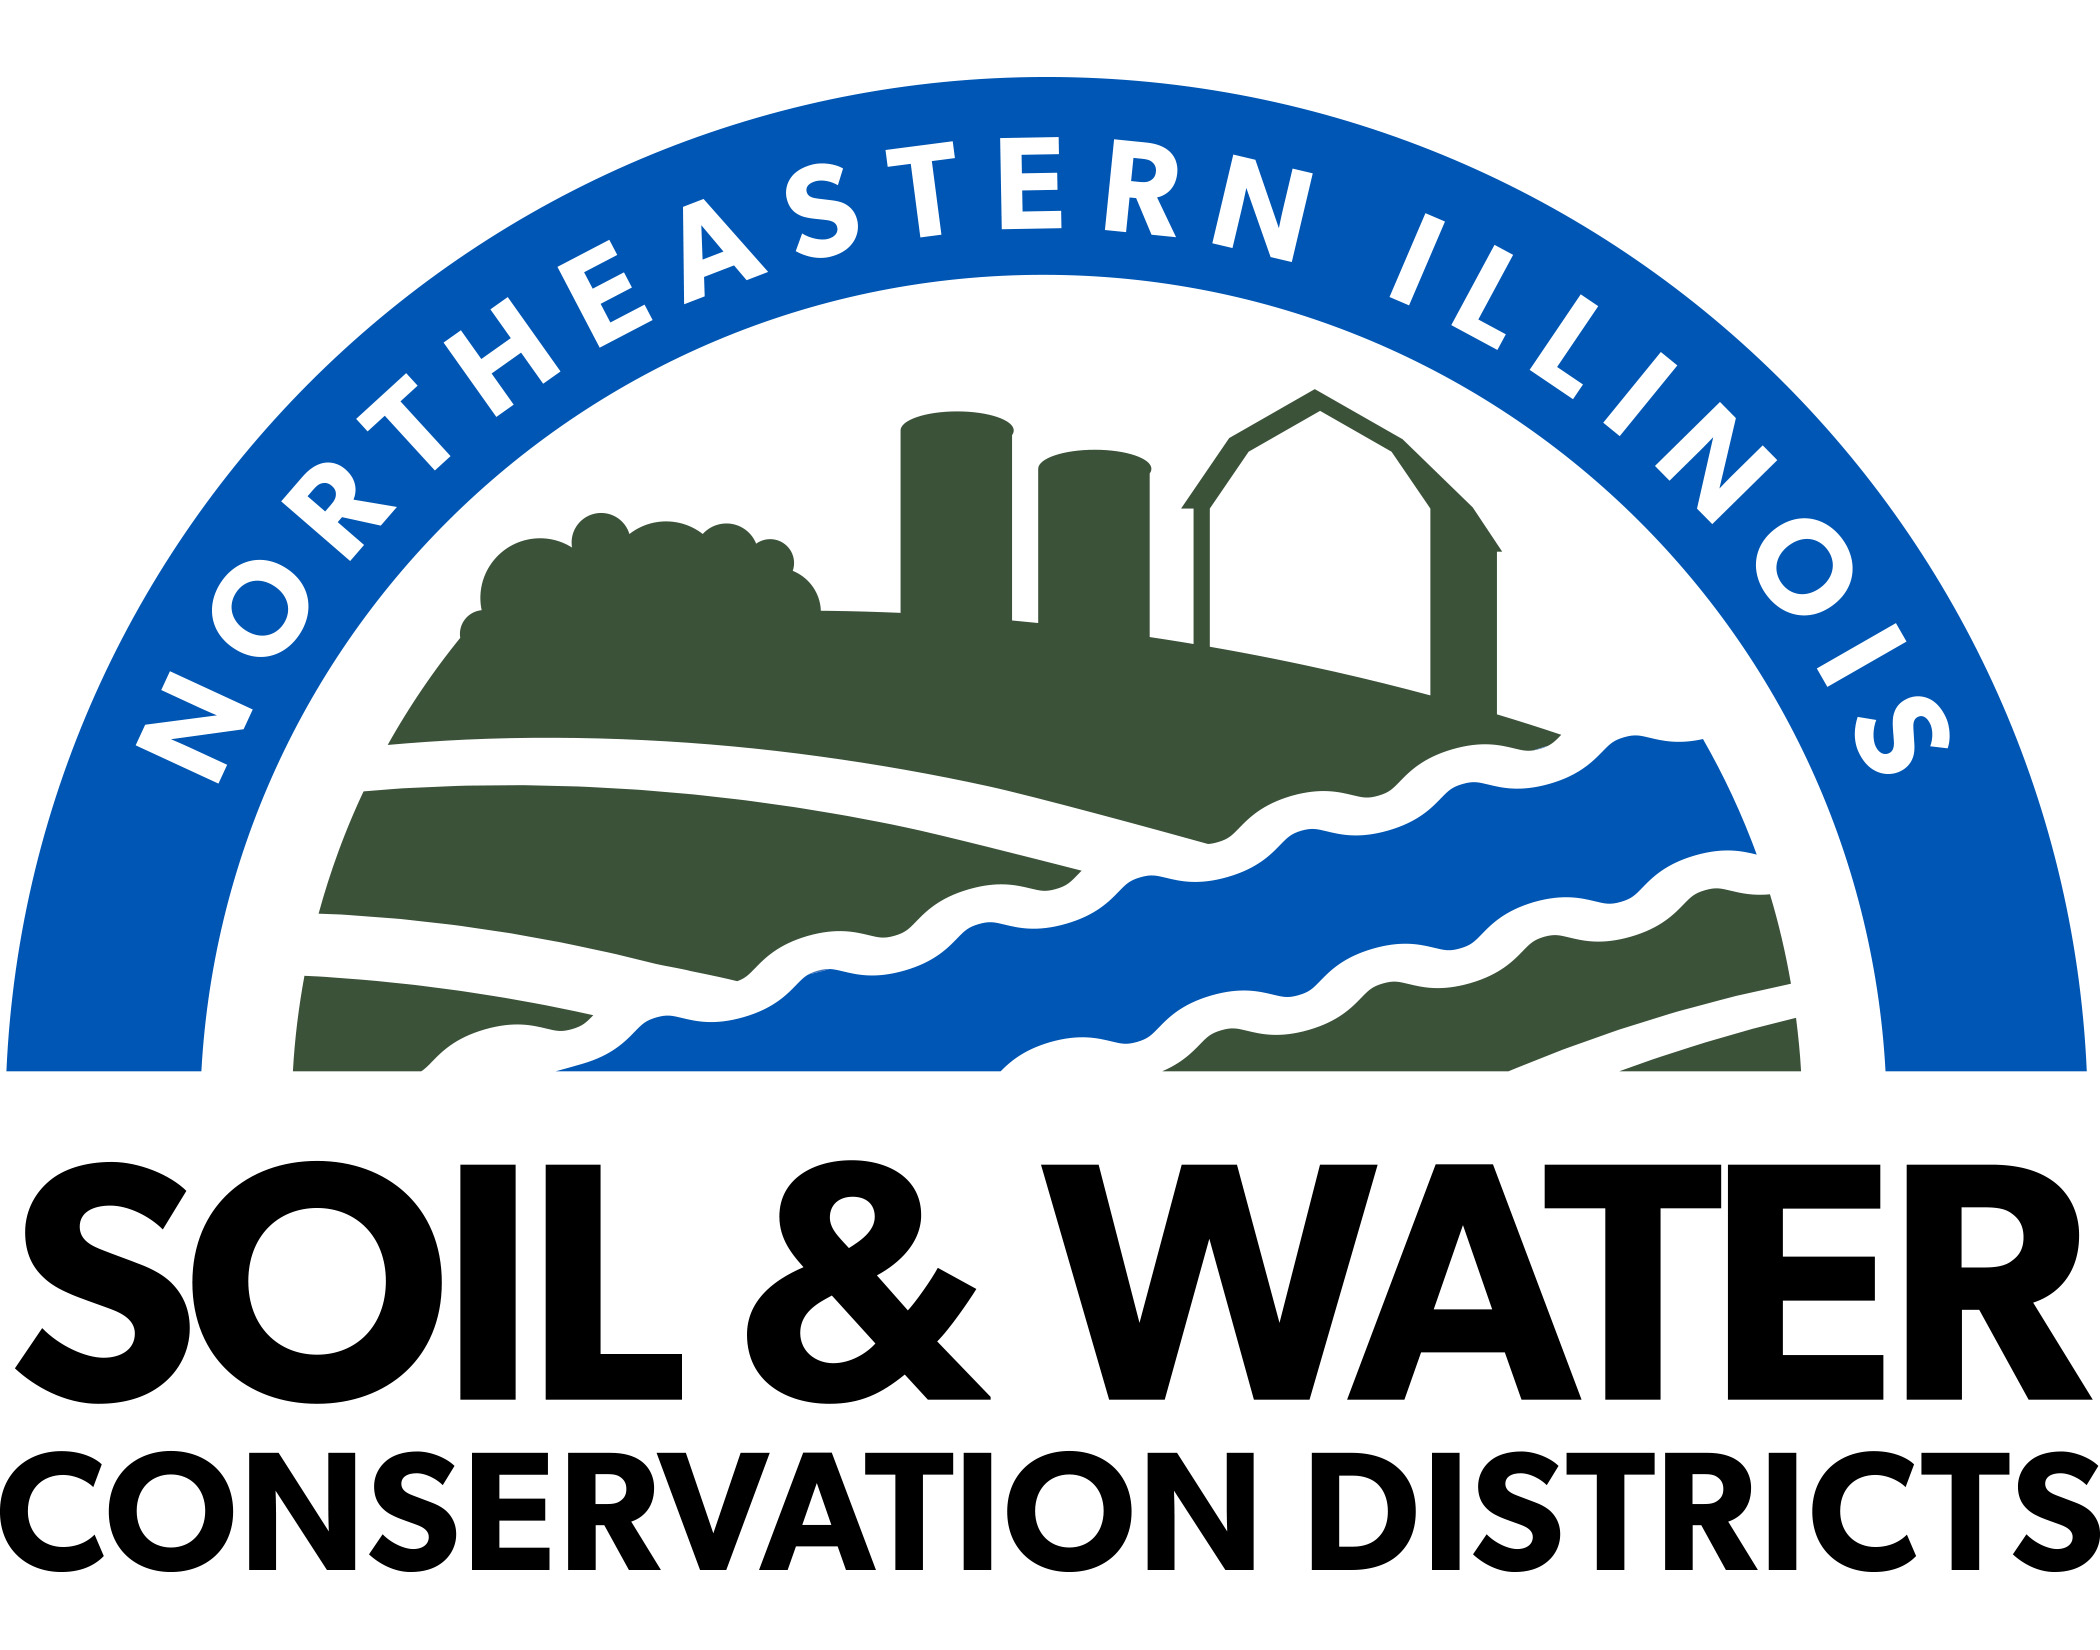 NORTHEASTERN ILLINOIS
SOIL & WATER
CONSERVATION DISTRICTS